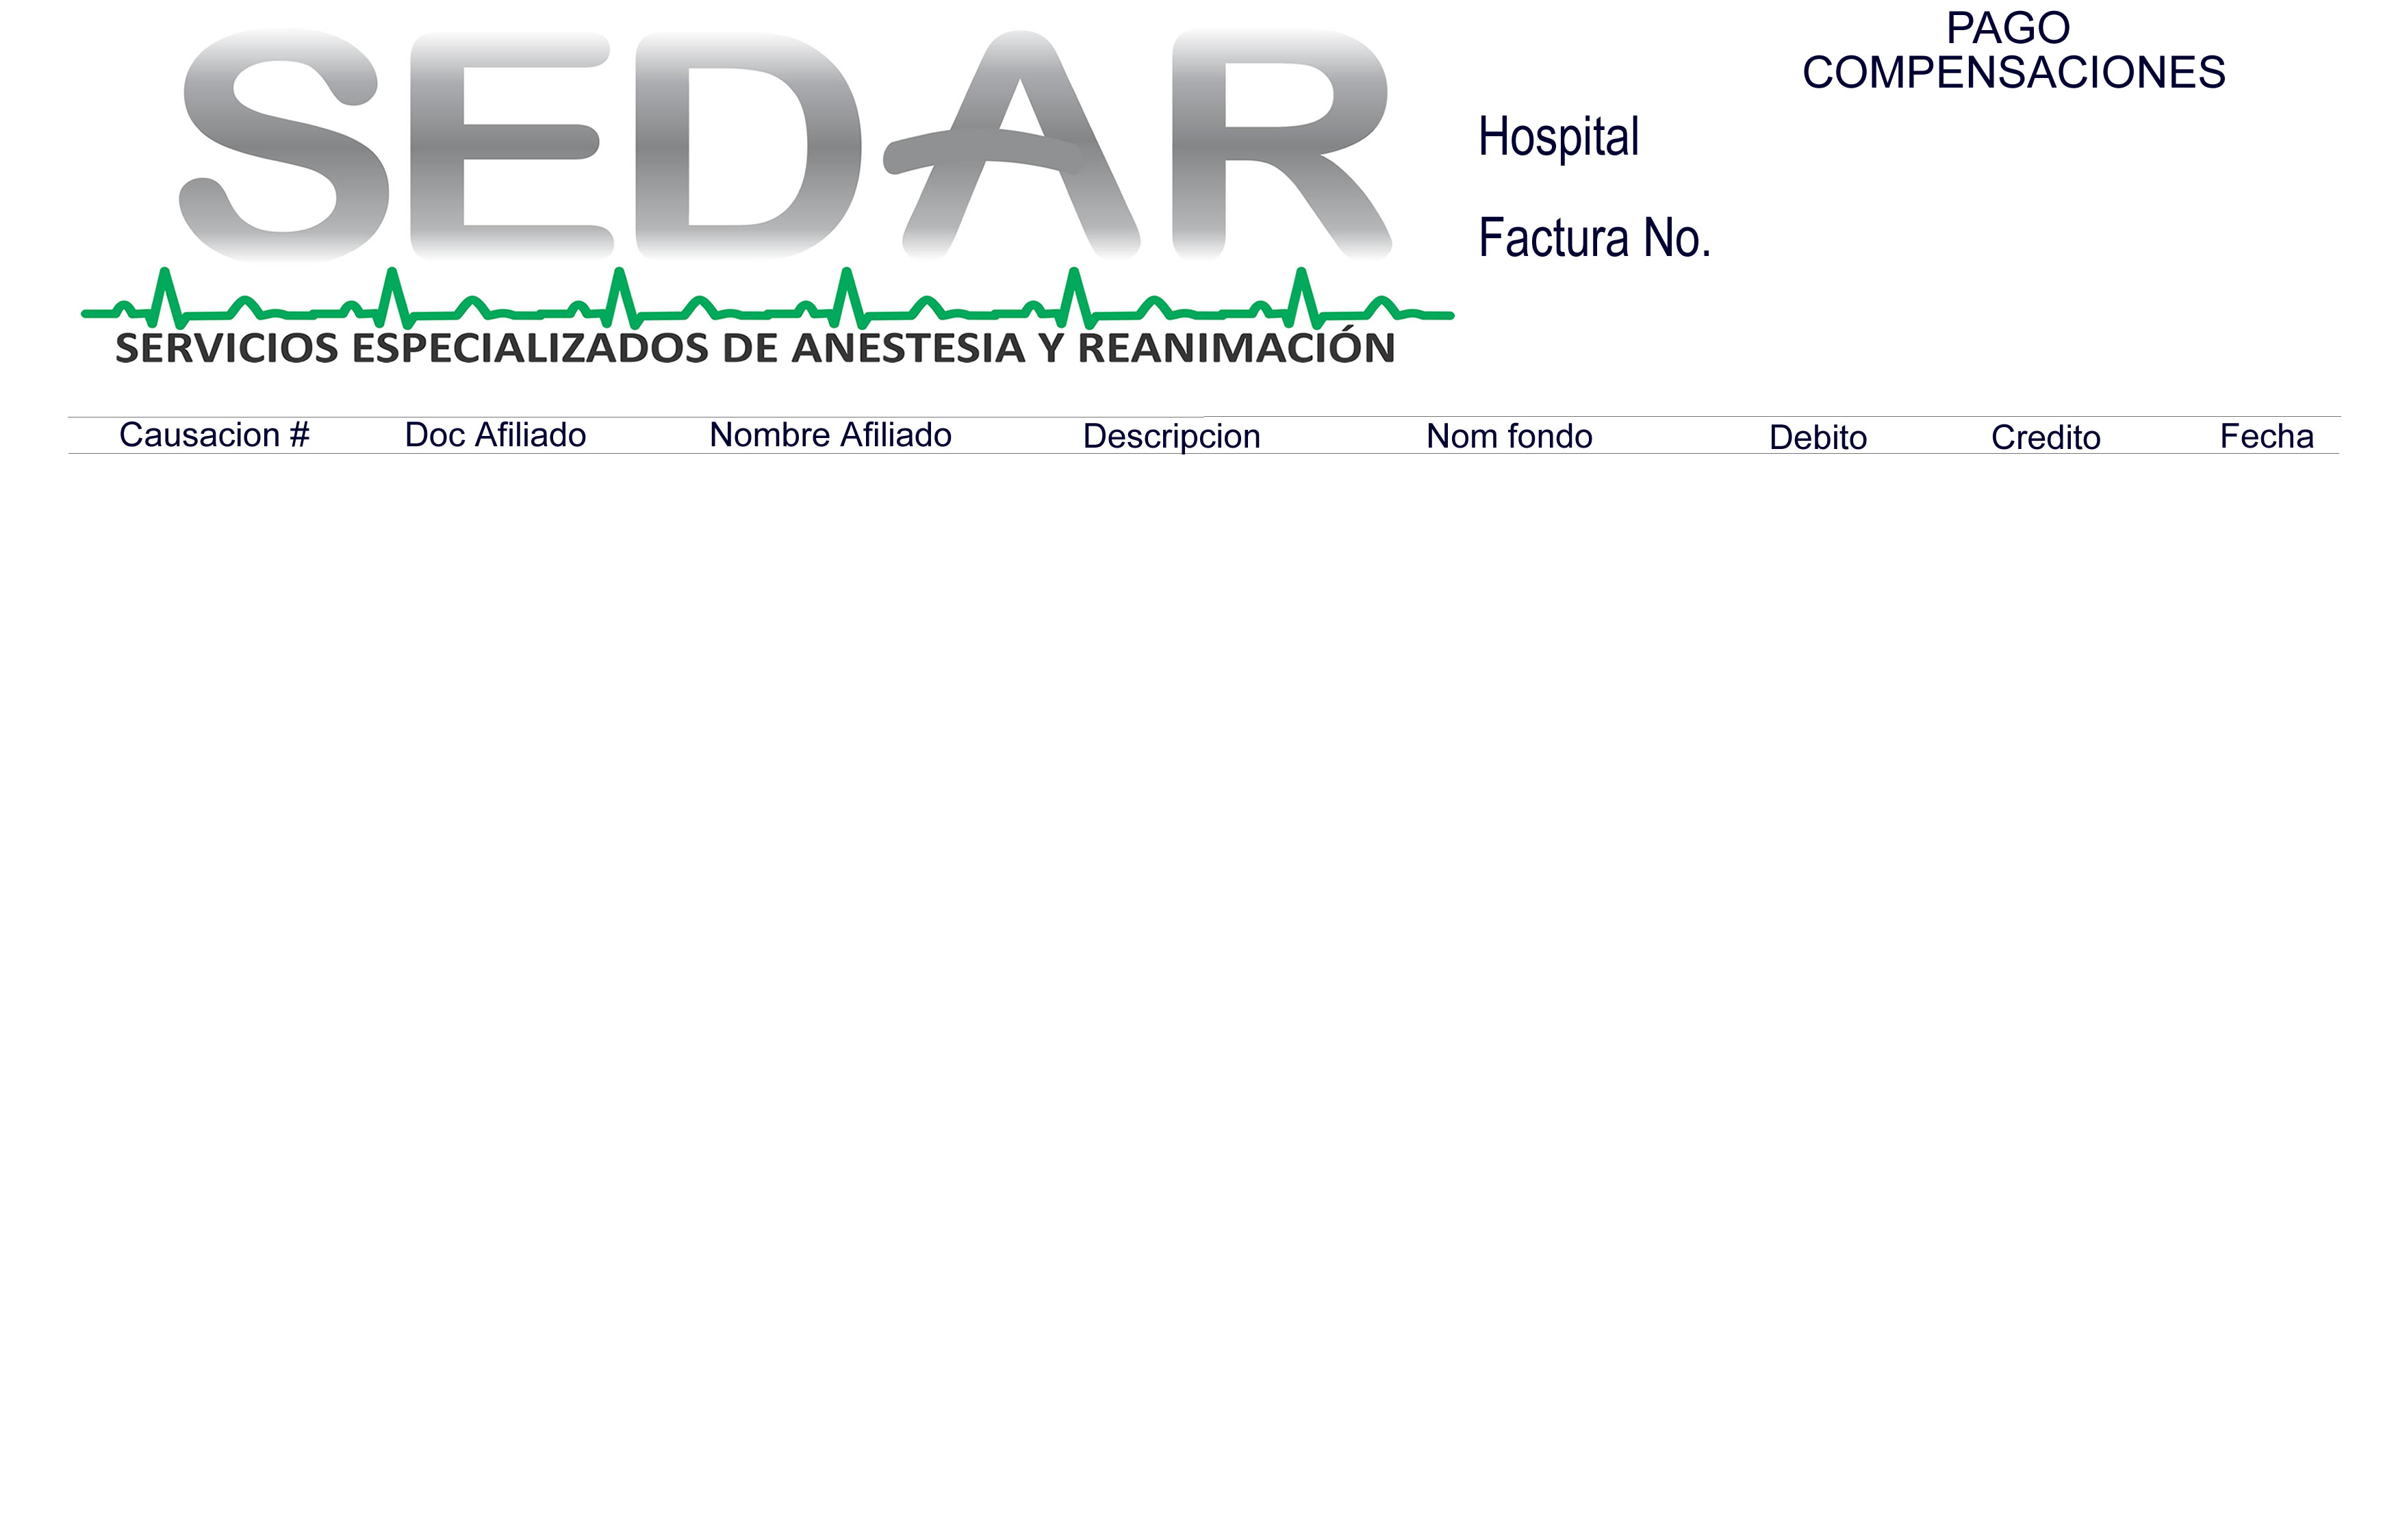 SEDAR
SERVICIOS ESPECIALIZADOS DE ANESTESIA Y REANIMACIÓN
PAGO
COMPENSACIONES
Hospital
Factura No.
Causacion # Doc Afiliado Nombre Afiliado Descripcion Nom fondo Debito Credito Fecha